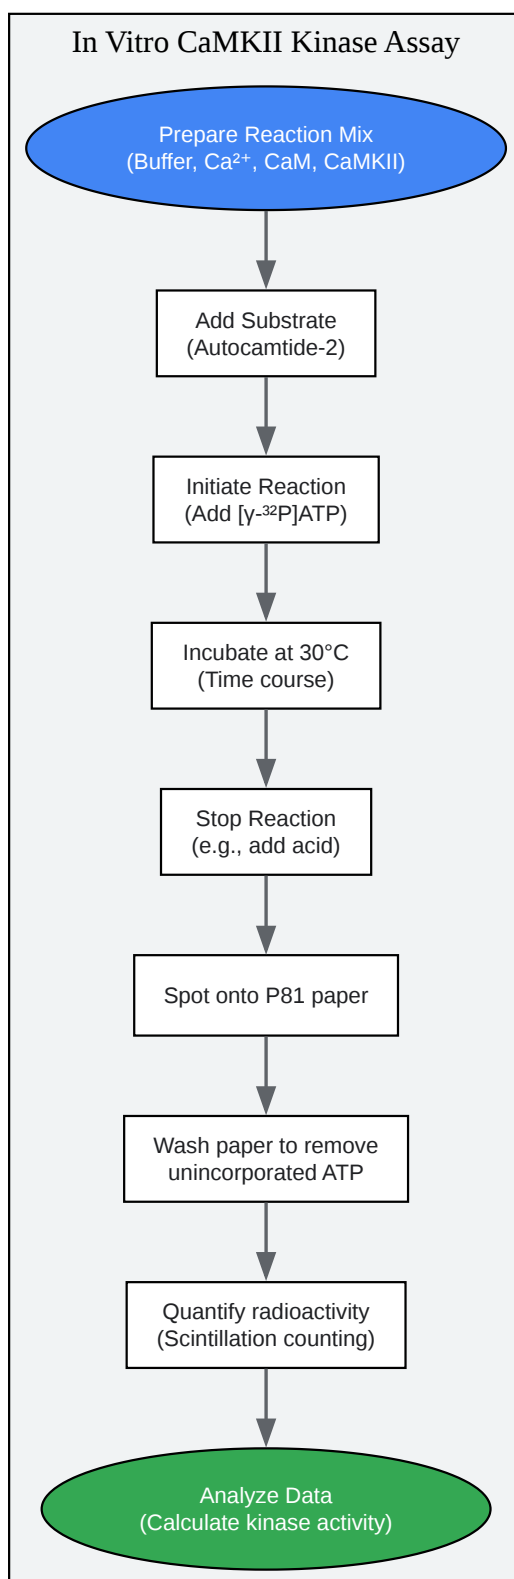 In Vitro CaMKII Kinase Assay
Prepare Reaction Mix
(Buffer, Ca²⁺, CaM, CaMKII)
Add Substrate
(Autocamtide-2)
Initiate Reaction
(Add [γ-³²P]ATP)
Incubate at 30°C
(Time course)
Stop Reaction
(e.g., add acid)
Spot onto P81 paper
Wash paper to remove
unincorporated ATP
Quantify radioactivity
(Scintillation counting)
Analyze Data
(Calculate kinase activity)